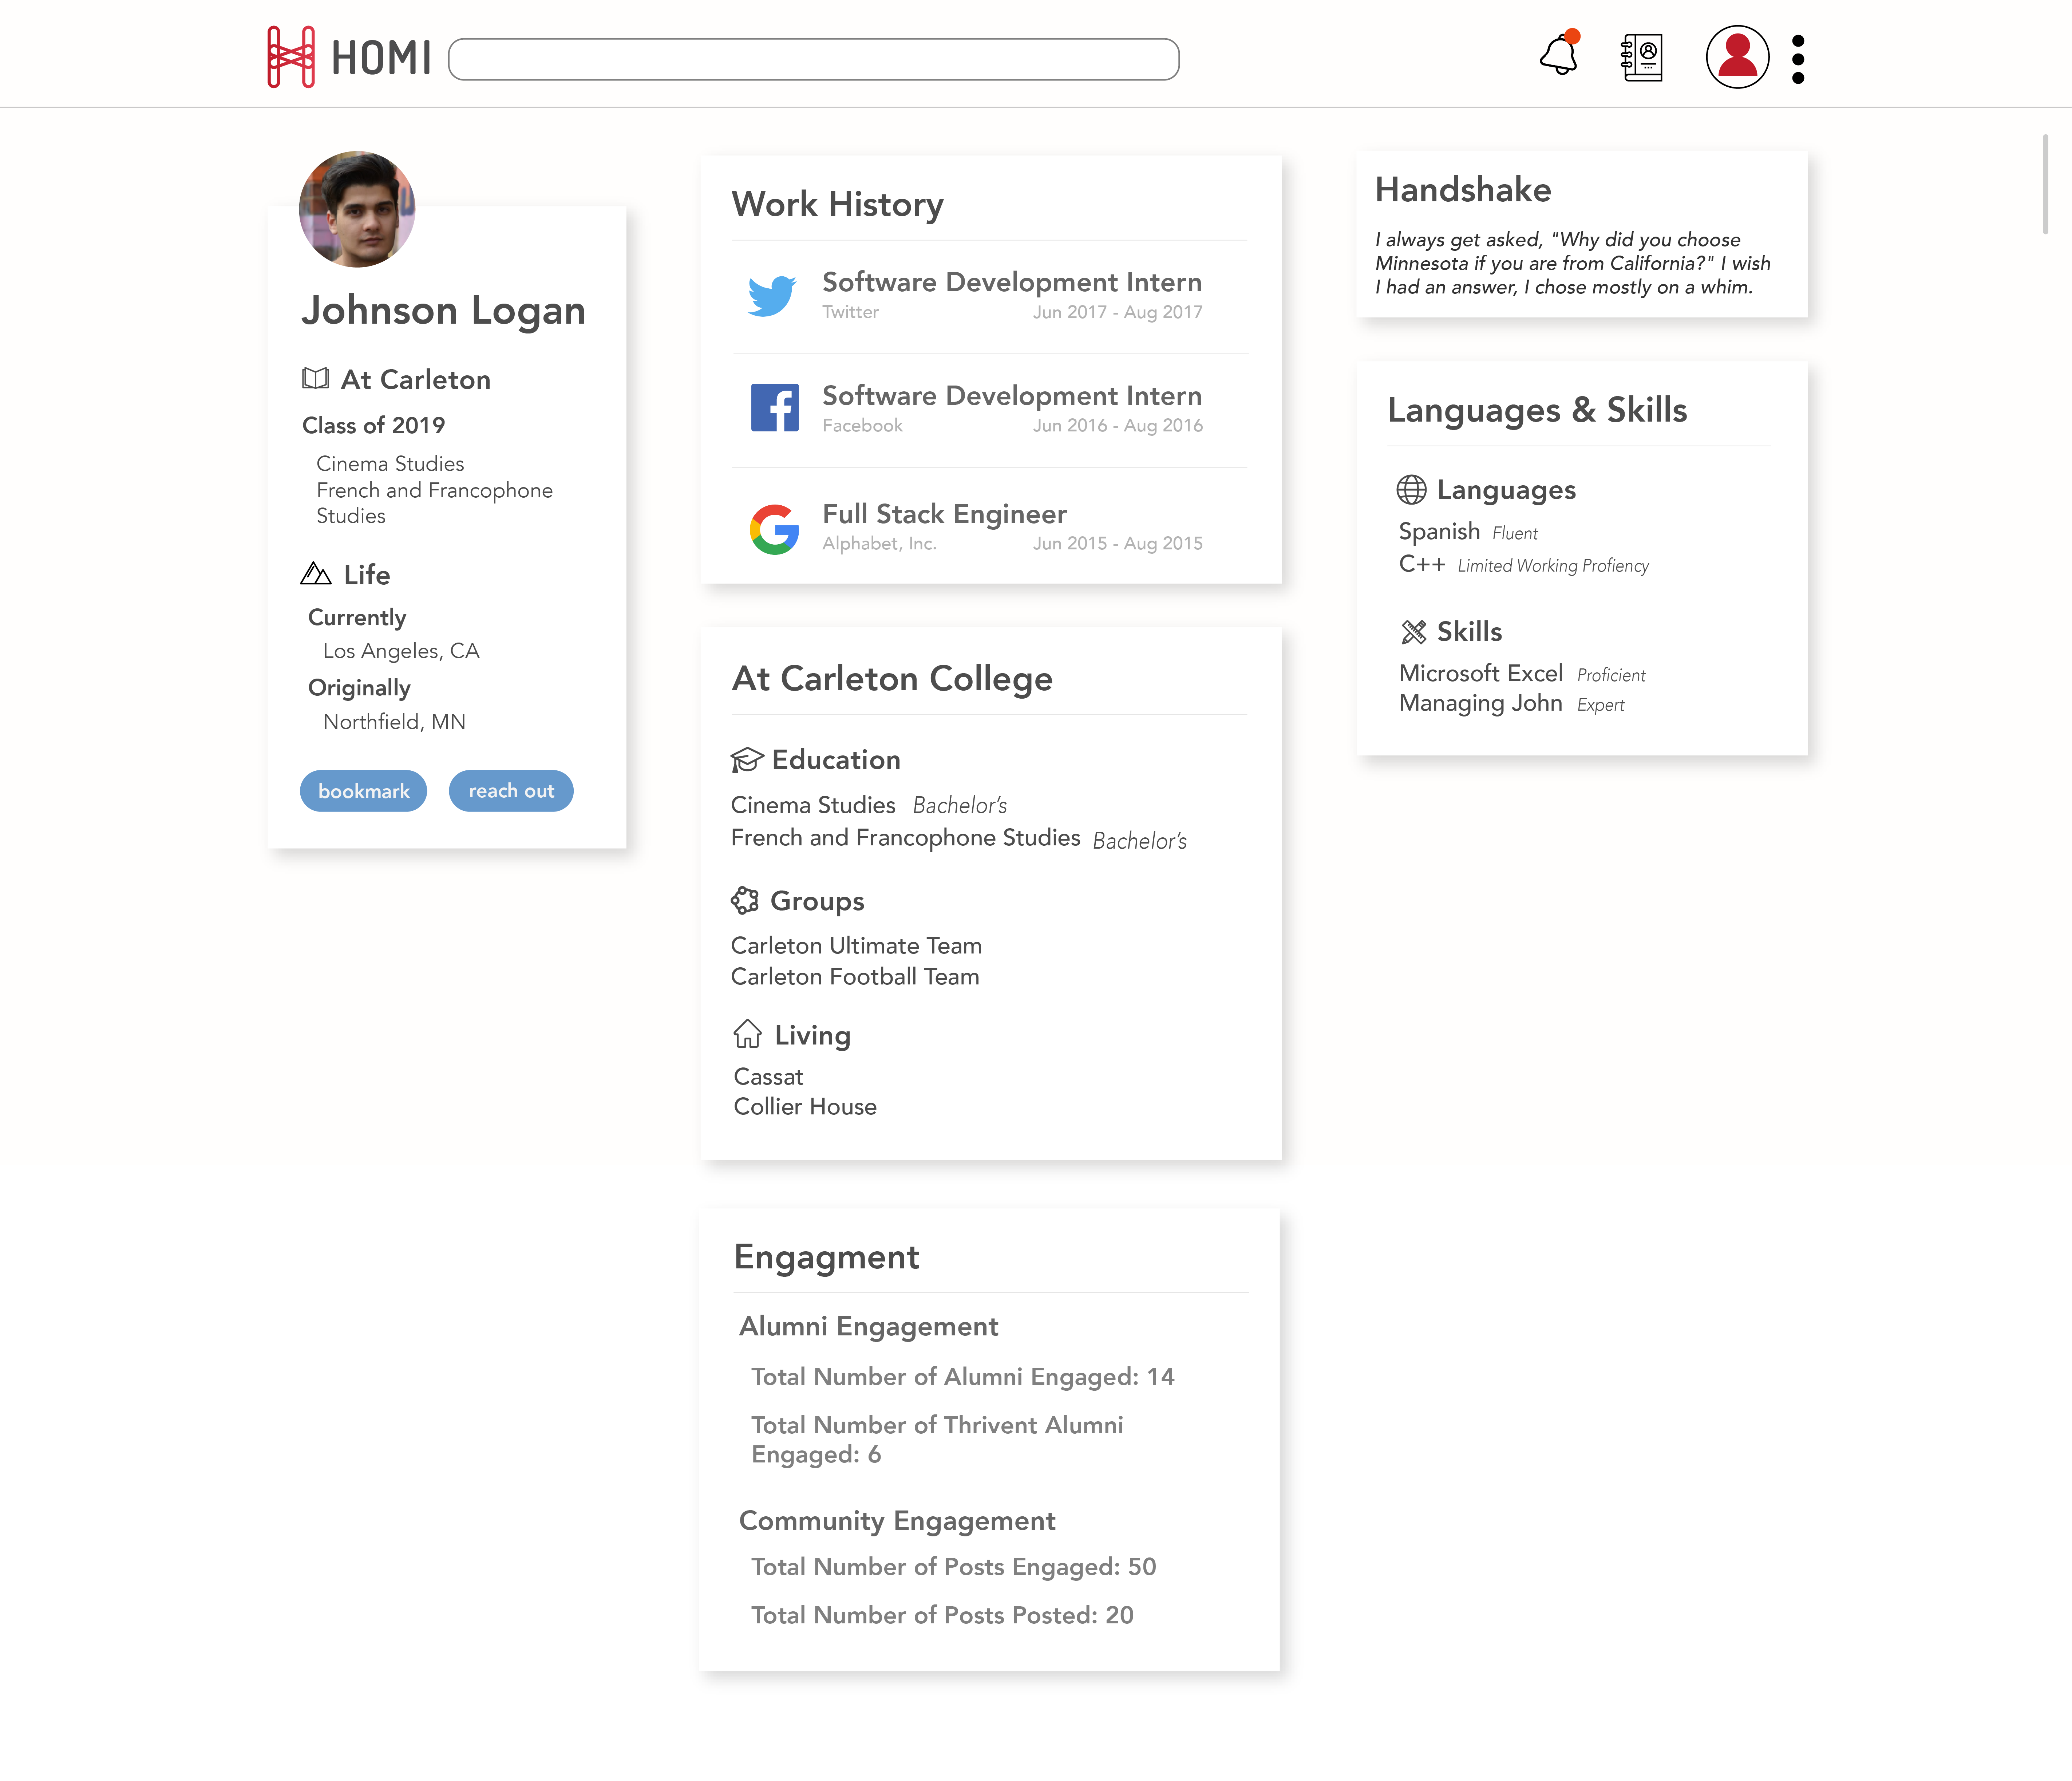 HOMI
Johnson Logan
At Carleton
Class of 2019
Cinema Studies
French and Francophone
Studies
Life
Currently
Los Angeles, CA
Originally
Northfield, MN
bookmark reach out
Work History
Software Development Intern
Twitter Jun 2017 - Aug 2017
Software Development Intern
Facebook Jun 2016 - Aug 2016
Full Stack Engineer
Alphabet, Inc. Jun 2015 - Aug 2015
At Carleton College
Education
Cinema Studies Bachelor's
French and Francophone Studies Bachelor's
Groups
Carleton Ultimate Team
Carleton Football Team
Living
Cassat
Collier House
Engagment
Alumni Engagement
Total Number of Alumni Engaged: 14
Total Number of Thrivent Alumni
Engaged: 6
Community Engagement
Total Number of Posts Engaged: 50
Total Number of Posts Posted: 20
Handshake
I always get asked, "Why did you choose
Minnesota if you are from California?" I wish
I had an answer, I chose mostly on a whim.
Languages & Skills
Languages
Spanish Fluent
C++ Limited Working Profiency
Skills
Microsoft Excel Proficient
Managing John Expert